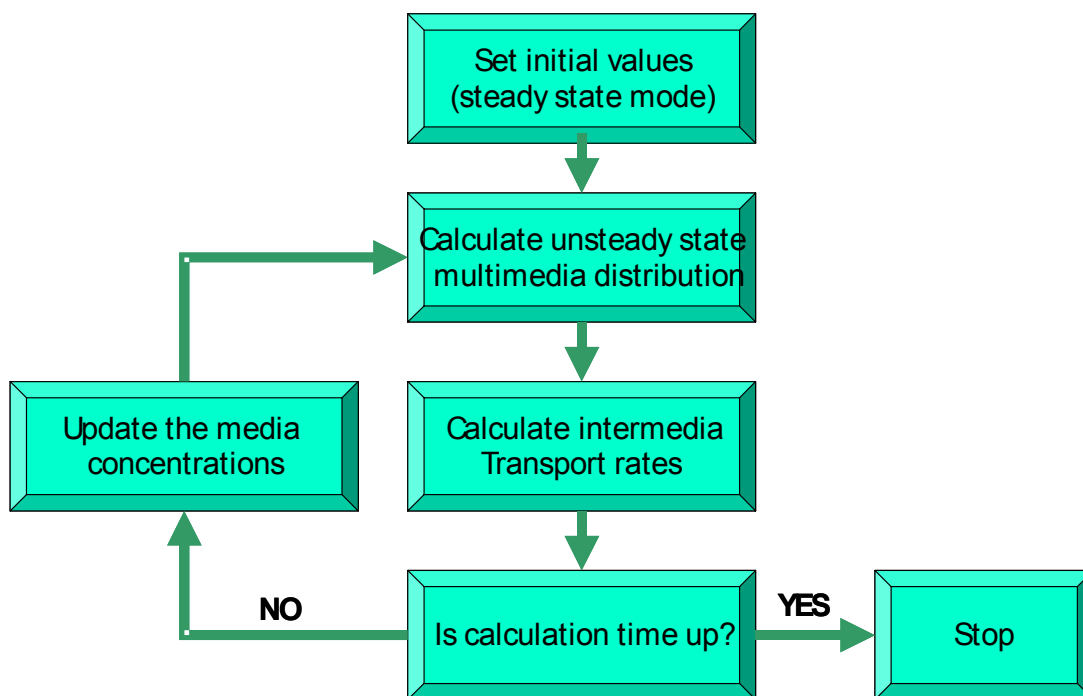 Set initial values
(steady state mode)
Calculate unsteady state
multimedia distribution
Update the media
concentrations
Calculate intermedia
Transport rates
NO
Is calculation time up?
YES
Stop